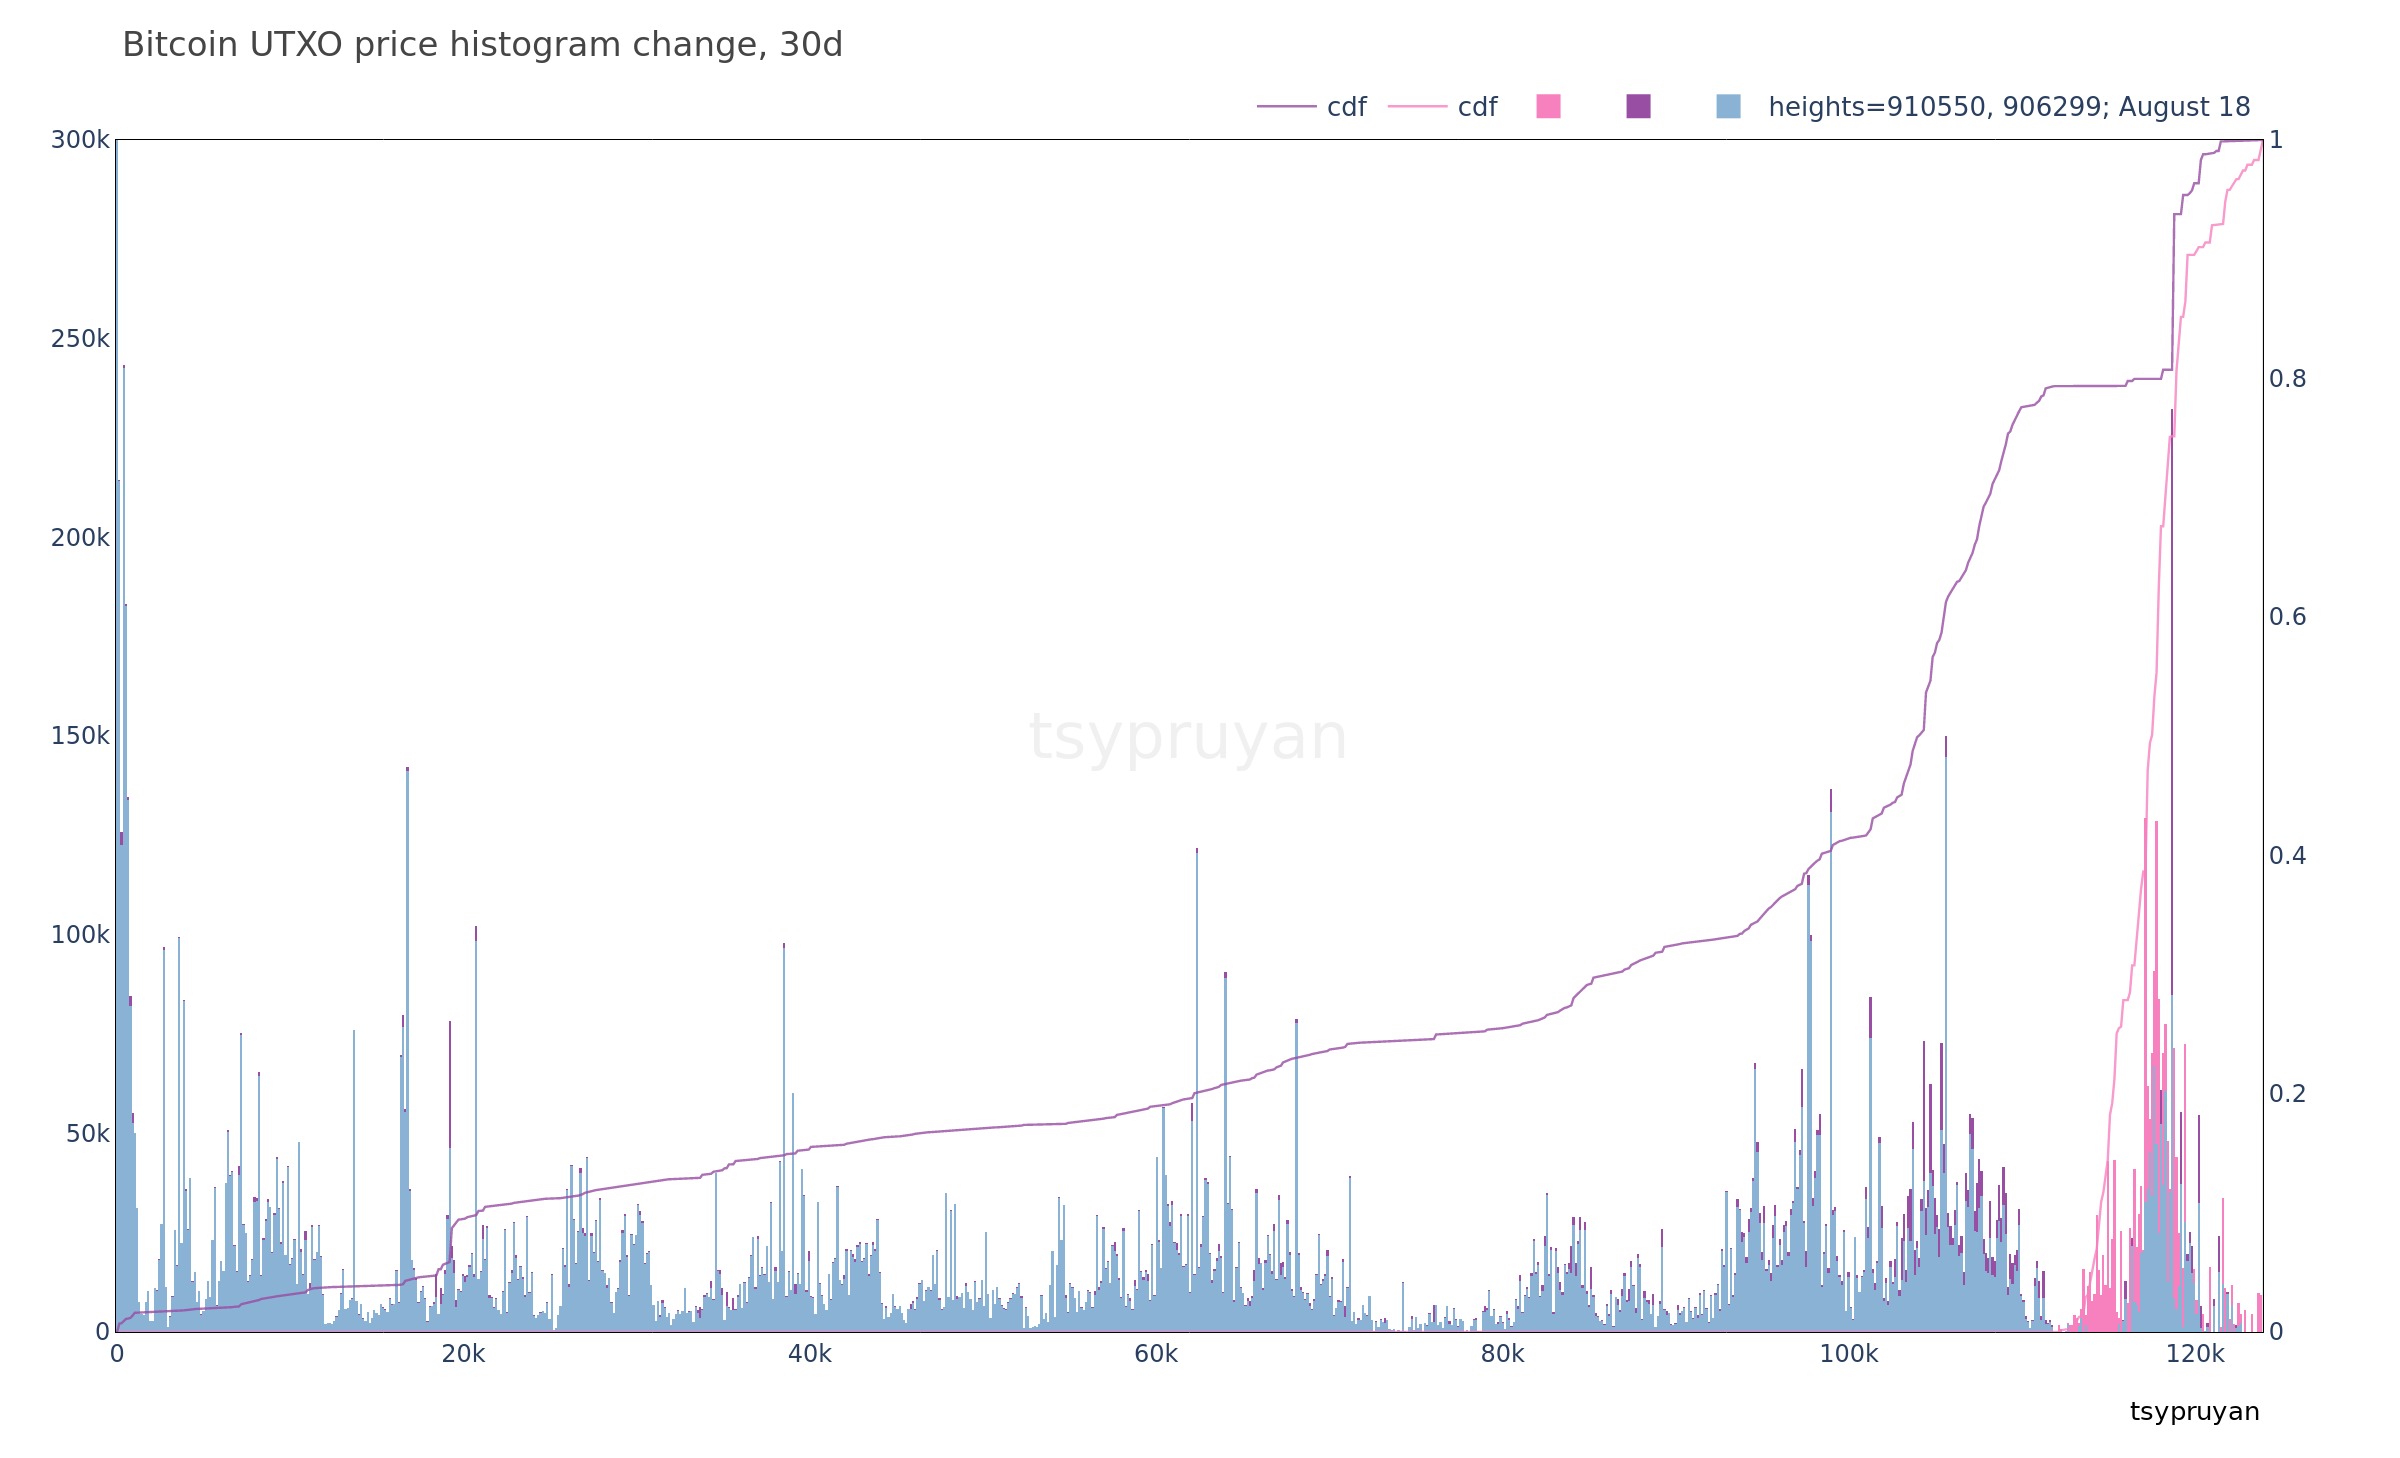 Bitcoin UTXO price histogram change, 30d
cdf cdf heights=910550, 906299; August 18
300k
250k
200k
150k
100k
50k
0
1
0.8
0.6
0.4
0.2
0
tsypruyan
0 20k 40k 60k 80k 100k 120k
tsypruyan